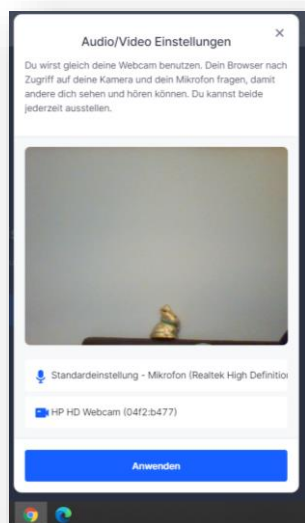 Audio/Video Einstellungen
Du wirst gleich deine Webcam benutzen. Dein Browser nach
Zugriff auf deine Kamera und dein Mikrofon fragen, damit
andere dich sehen und hören können. Du kannst beide
jederzeit ausstellen.
Standardeinstellung - Mikrofon (Realtek High Definition
HP HD Webcam (04f2:b477)
Anwenden